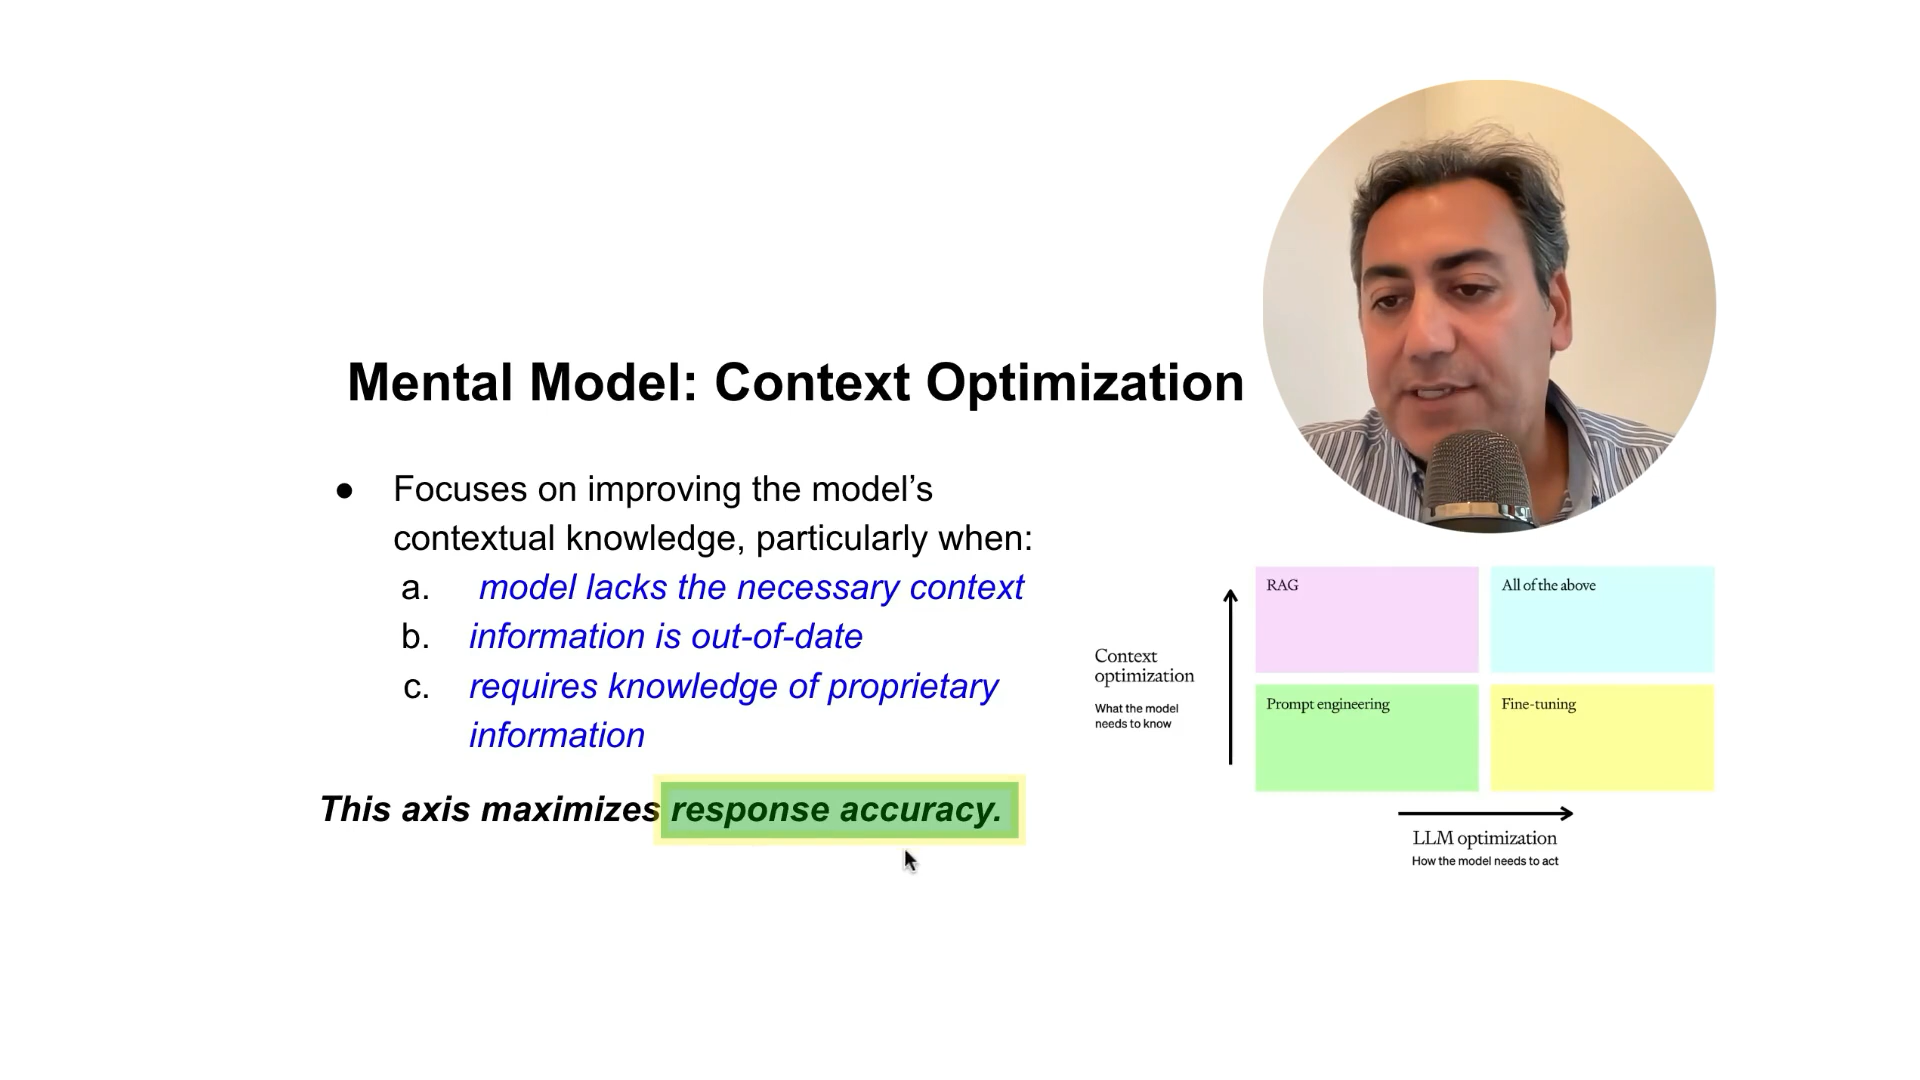 Mental Model: Context Optimization
● Focuses on improving the model’s
contextual knowledge, particularly when:
a. model lacks the necessary context
b. information is out-of-date
c. requires knowledge of proprietary
information
This axis maximizes response accuracy.
RAG
All of the above
Context
optimization
What the model
needs to know
Prompt engineering
Fine-tuning
LLM optimization
How the model needs to act